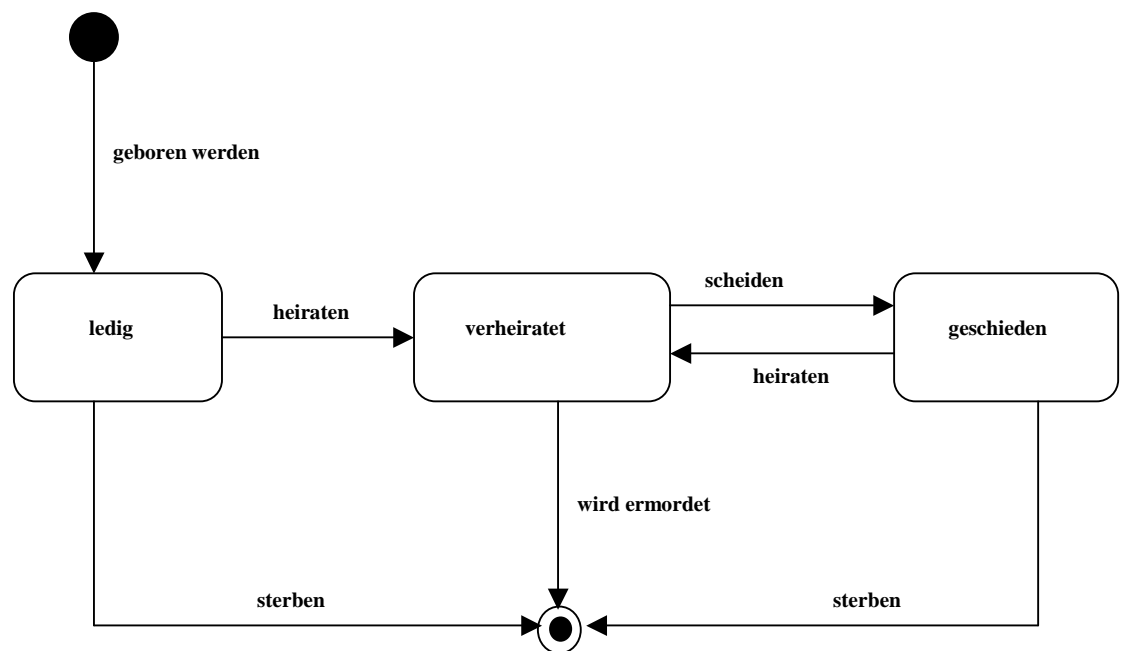 geboren werden
scheiden
heiraten
ledig
verheiratet
geschieden
heiraten
wird ermordet
sterben
sterben